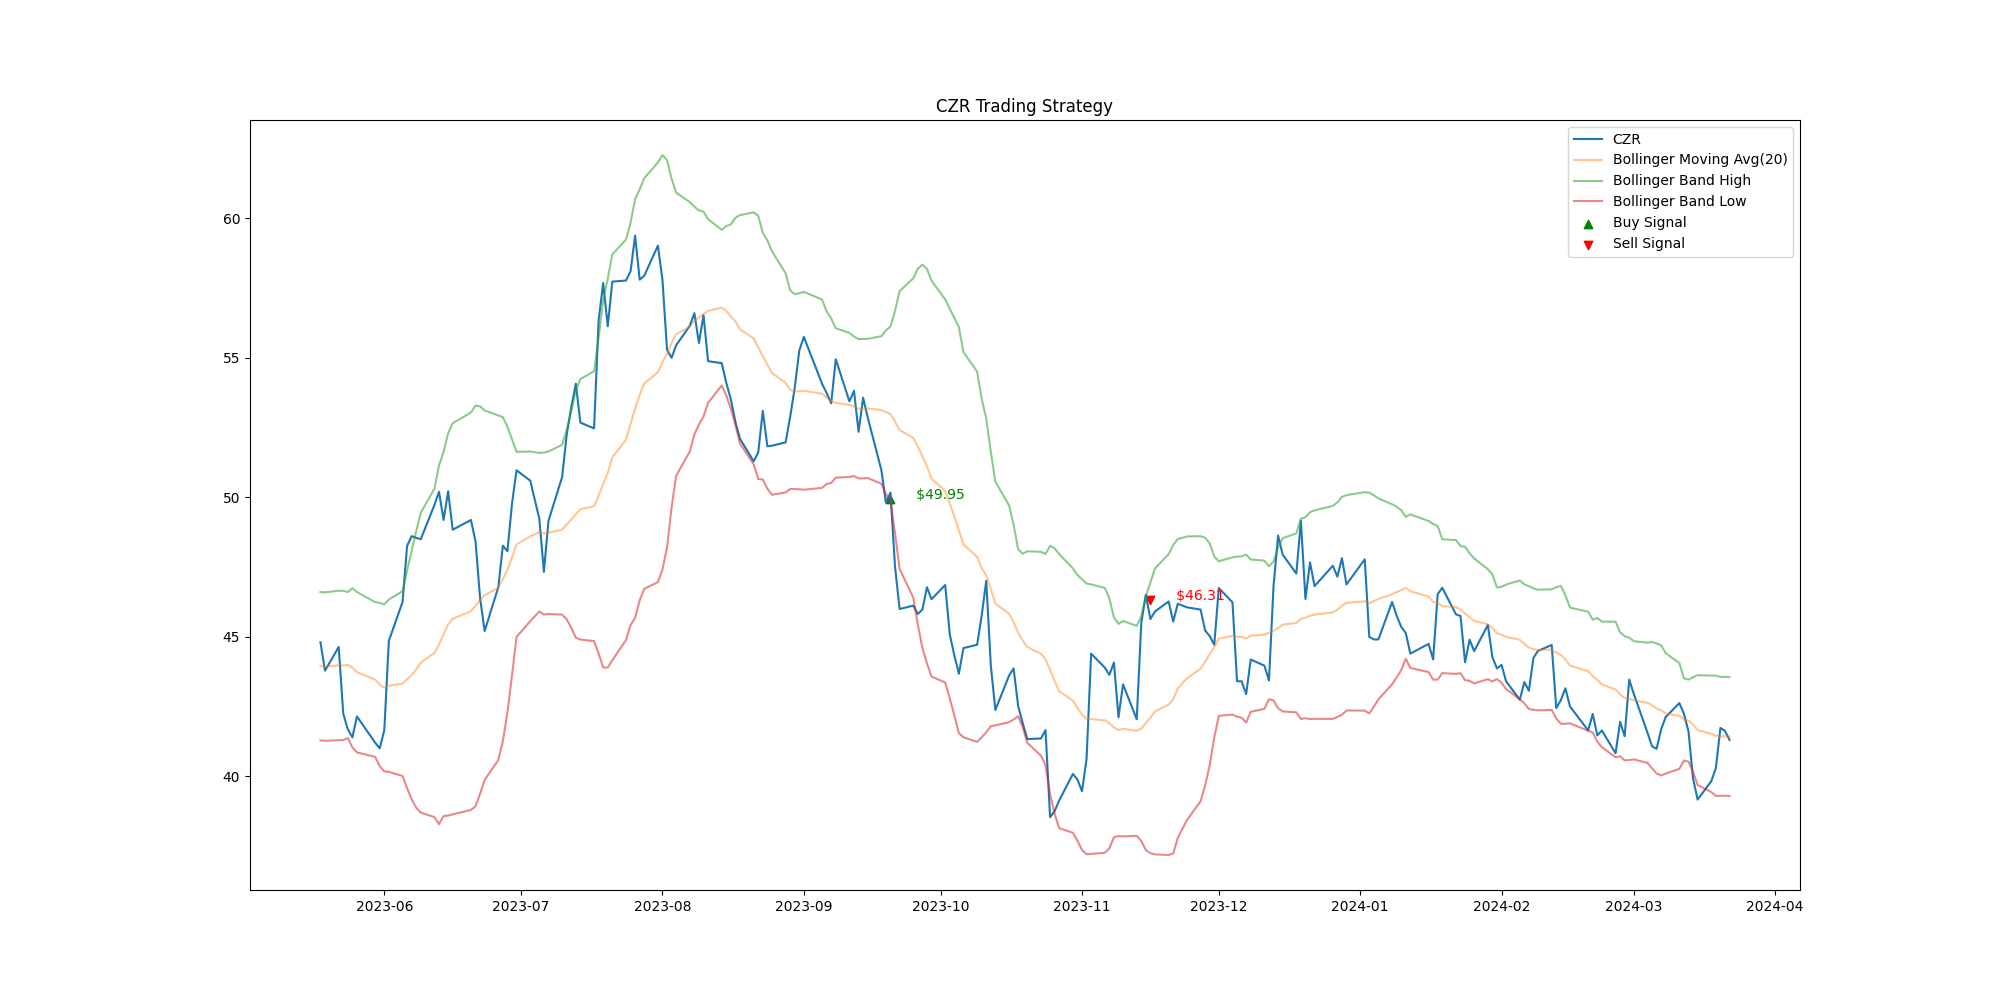 CZR Trading Strategy
CZR
Bollinger Moving Avg(20)
Bollinger Band High
Bollinger Band Low
Buy Signal
Sell Signal
60
55
50
45
40
$49.95
$46.31
2023-06 2023-07 2023-08 2023-09 2023-10 2023-11 2023-12 2024-01 2024-02 2024-03 2024-04